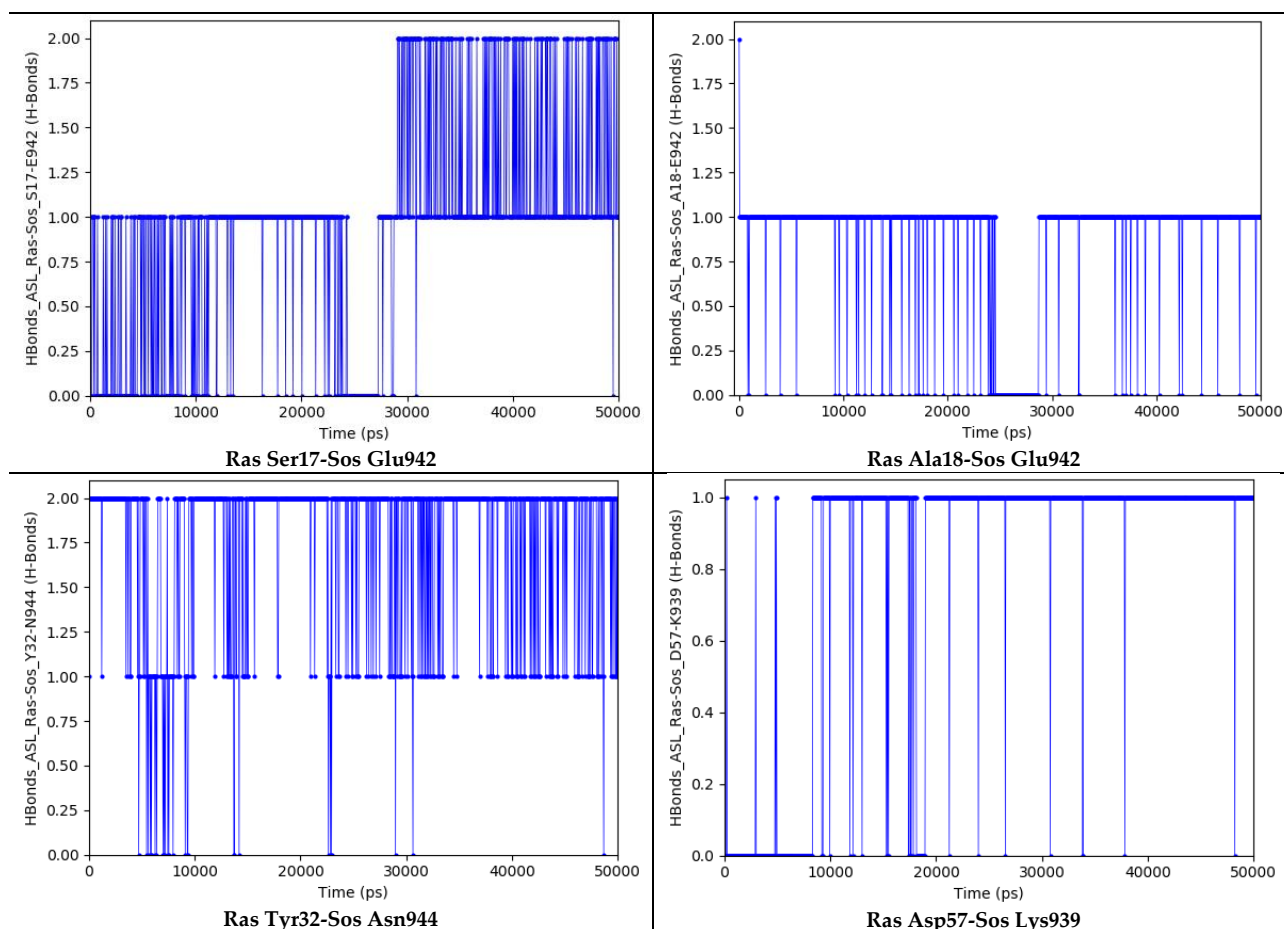 HBonds_ASL_Ras-Sos_S17-E942 (H-Bonds)
2.00
1.75
1.50
1.25
1.00
0.75
0.50
0.25
0.00
0 10000 20000 30000 40000 50000
Time (ps)
Ras Ser17-Sos Glu942
HBonds_ASL_Ras-Sos_A18-E942 (H-Bonds)
2.00
1.75
1.50
1.25
1.00
0.75
0.50
0.25
0.00
0 10000 20000 30000 40000 50000
Time (ps)
Ras Ala18-Sos Glu942
HBonds_ASL_Ras-Sos_Y32-N944 (H-Bonds)
2.00
1.75
1.50
1.25
1.00
0.75
0.50
0.25
0.00
0 10000 20000 30000 40000 50000
Time (ps)
Ras Tyr32-Sos Asn944
HBonds_ASL_Ras-Sos_D57-K939 (H-Bonds)
1.0
0.8
0.6
0.4
0.2
0.0
0 10000 20000 30000 40000 50000
Time (ps)
Ras Asp57-Sos Lys939